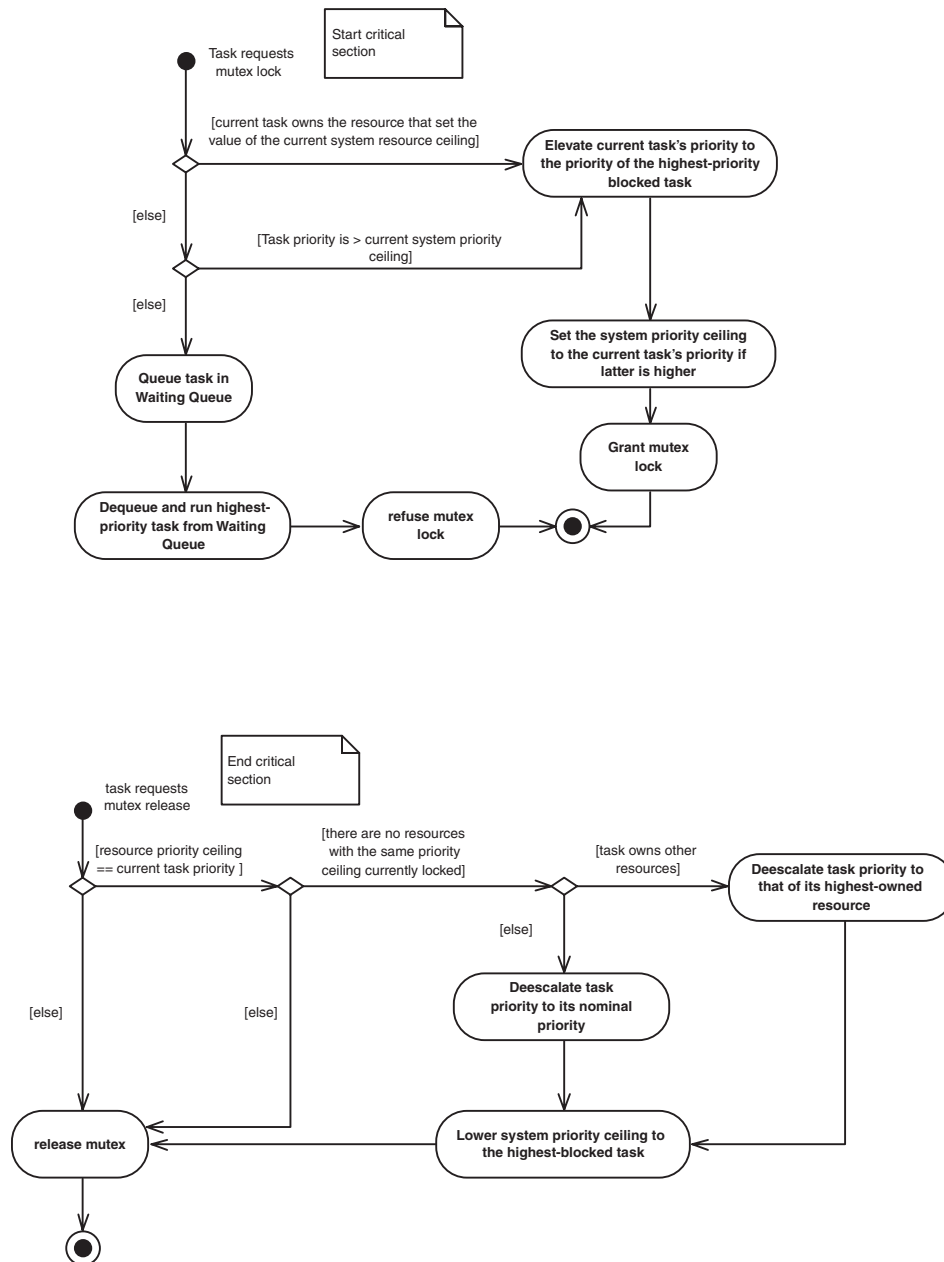 Task requests
mutex lock
Start critical
section
[current task owns the resource that set the
value of the current system resource ceiling]
Elevate current task's priority to
the priority of the highest-priority
blocked task
[else]
[Task priority is > current system priority
ceiling]
[else]
Set the system priority ceiling
to the current task's priority if
latter is higher
Queue task in
Waiting Queue
Grant mutex
lock
Dequeue and run highest-
priority task from Waiting
Queue
refuse mutex
lock
End critical
section
task requests
mutex release
[resource priority ceiling
== current task priority ]
[there are no resources
with the same priority
ceiling currently locked]
[task owns other
resources]
Deescalate task priority to
that of its highest-owned
resource
[else]
Deescalate task
priority to its nominal
priority
[else]
[else]
release mutex
Lower system priority ceiling to
the highest-blocked task